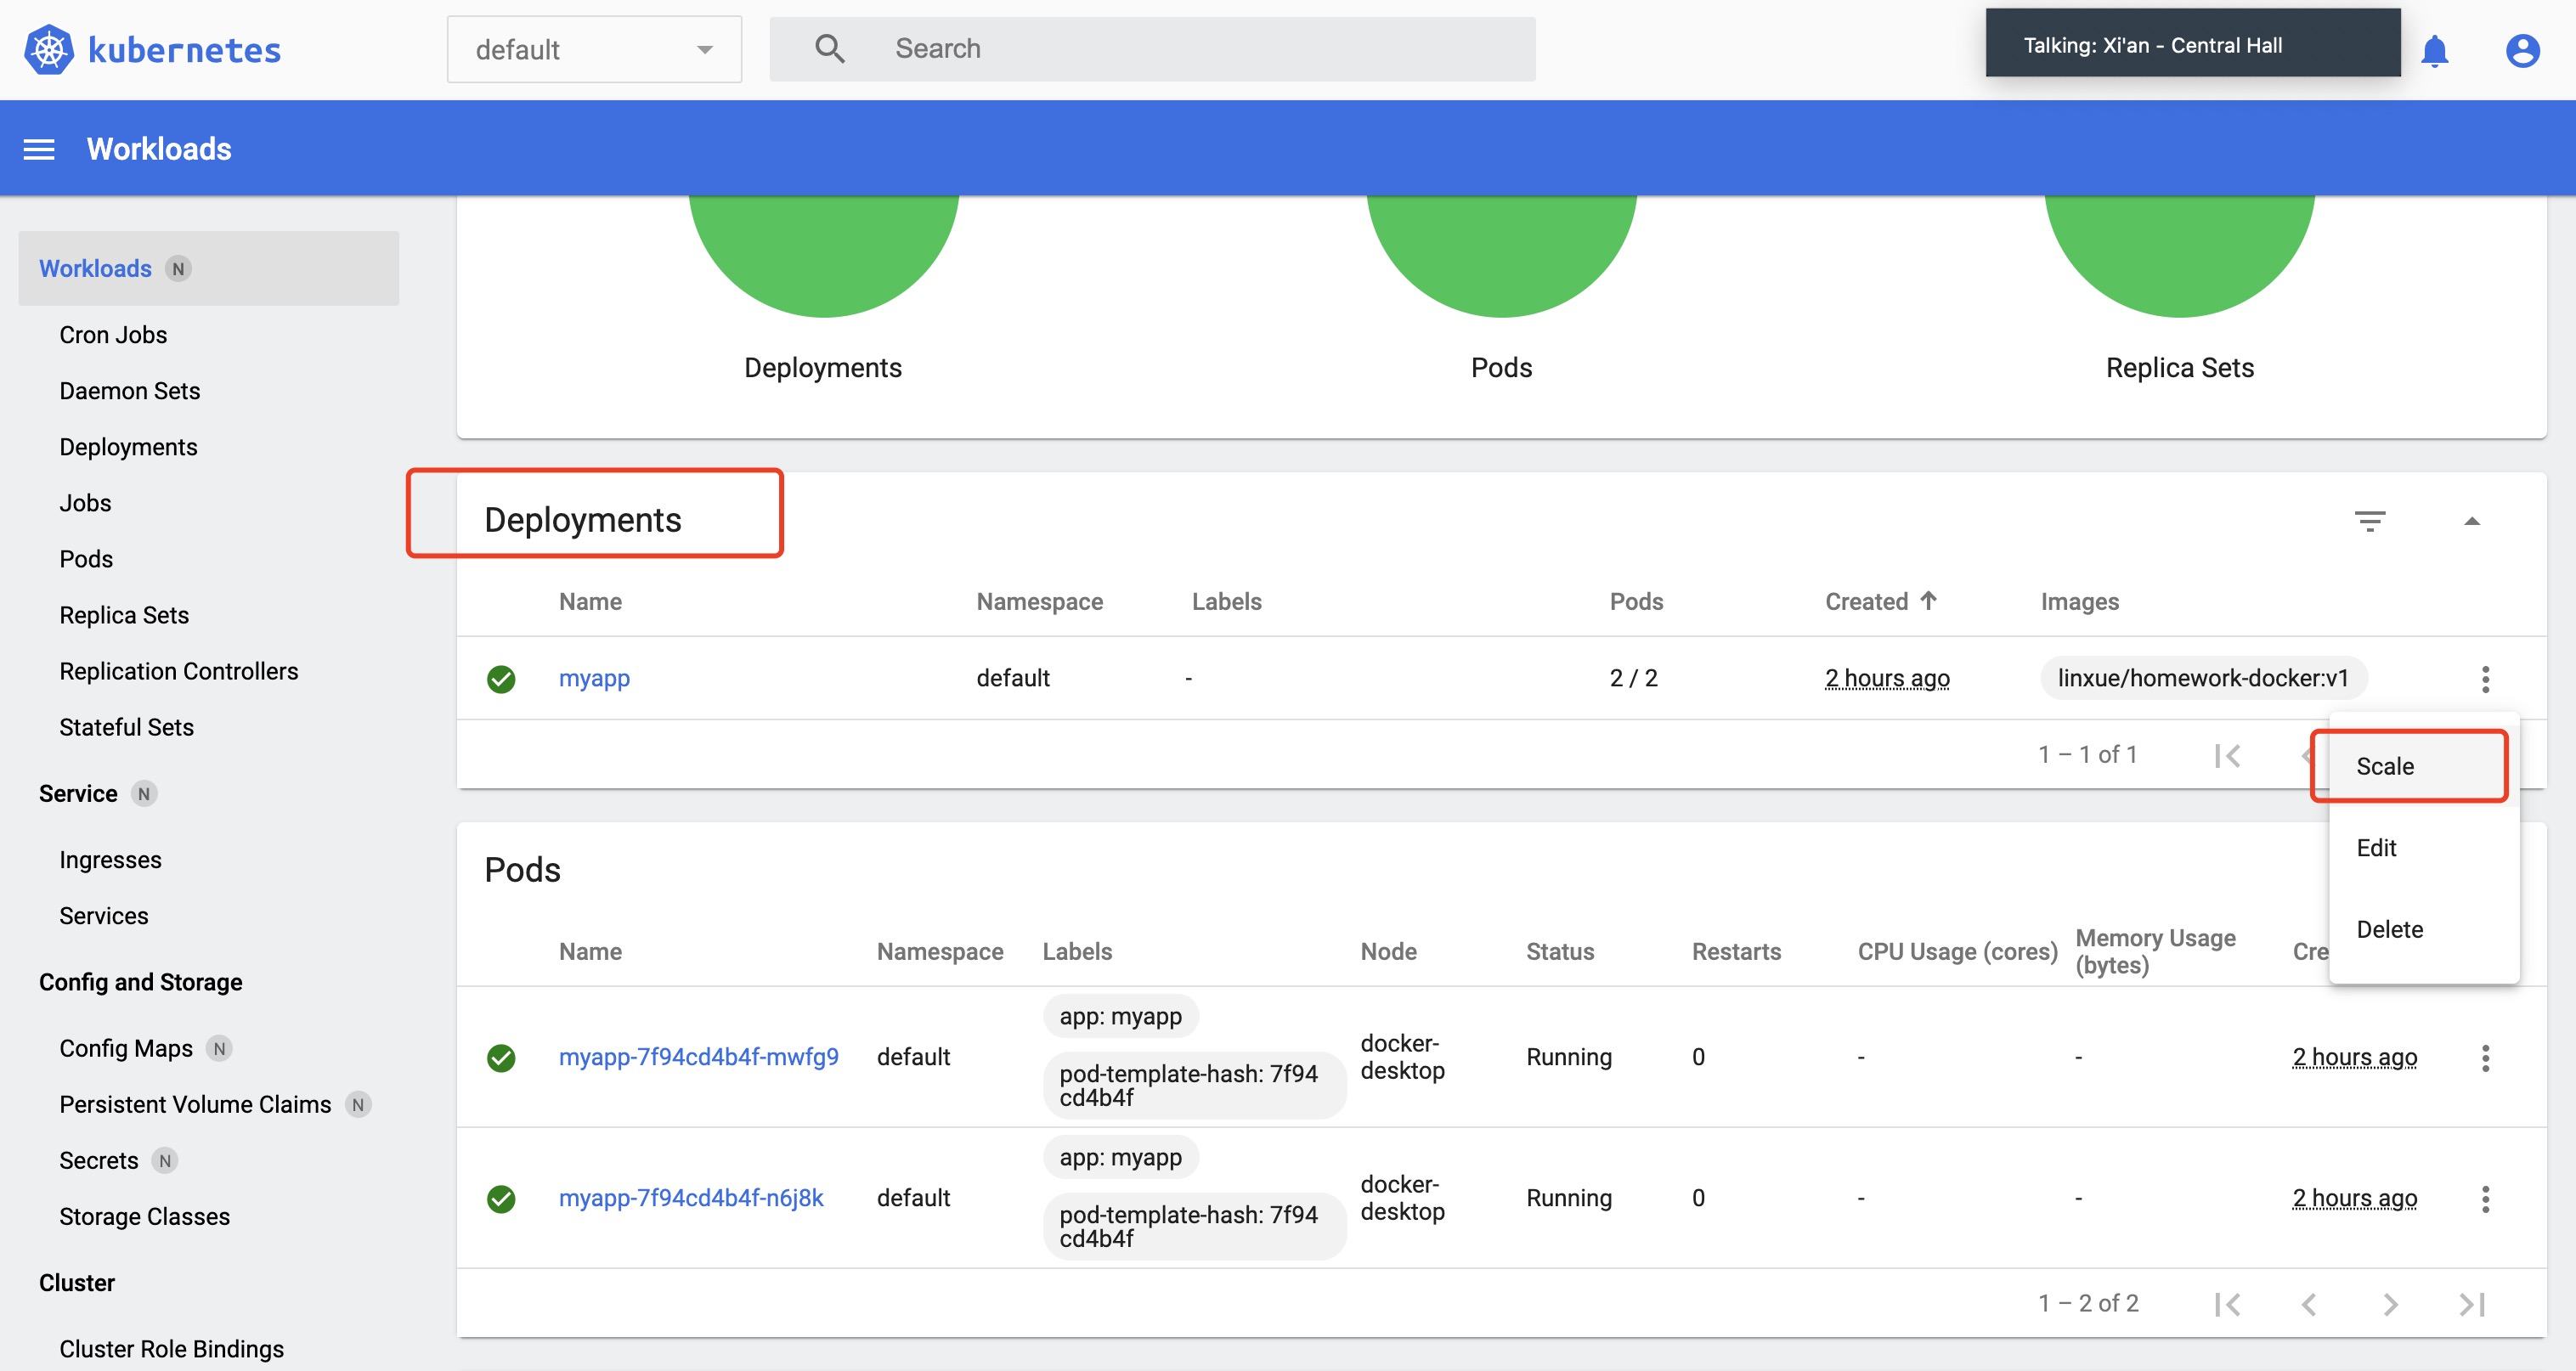 kubernetes
default
Search
Talking: Xi'an - Central Hall
Workloads
Workloads N
Cron Jobs
Daemon Sets
Deployments
Jobs
Pods
Replica Sets
Replication Controllers
Stateful Sets
Service N
Ingresses
Services
Config and Storage
Config Maps N
Persistent Volume Claims N
Secrets N
Storage Classes
Cluster
Cluster Role Bindings
Deployments
Pods
Replica Sets
Deployments
Name Namespace Labels Pods Created Images
myapp default - 2 / 2 2 hours ago linxue/homework-docker:v1
1 – 1 of 1
Scale
Edit
Delete
Pods
Name Namespace Labels Node Status Restarts CPU Usage (cores) Memory Usage (bytes) Cre
myapp-7f94cd4b4f-mwfg9 default app: myapp pod-template-hash: 7f94cd4b4f docker-desktop Running 0 - - 2 hours ago
myapp-7f94cd4b4f-n6j8k default app: myapp pod-template-hash: 7f94cd4b4f docker-desktop Running 0 - - 2 hours ago
1 – 2 of 2